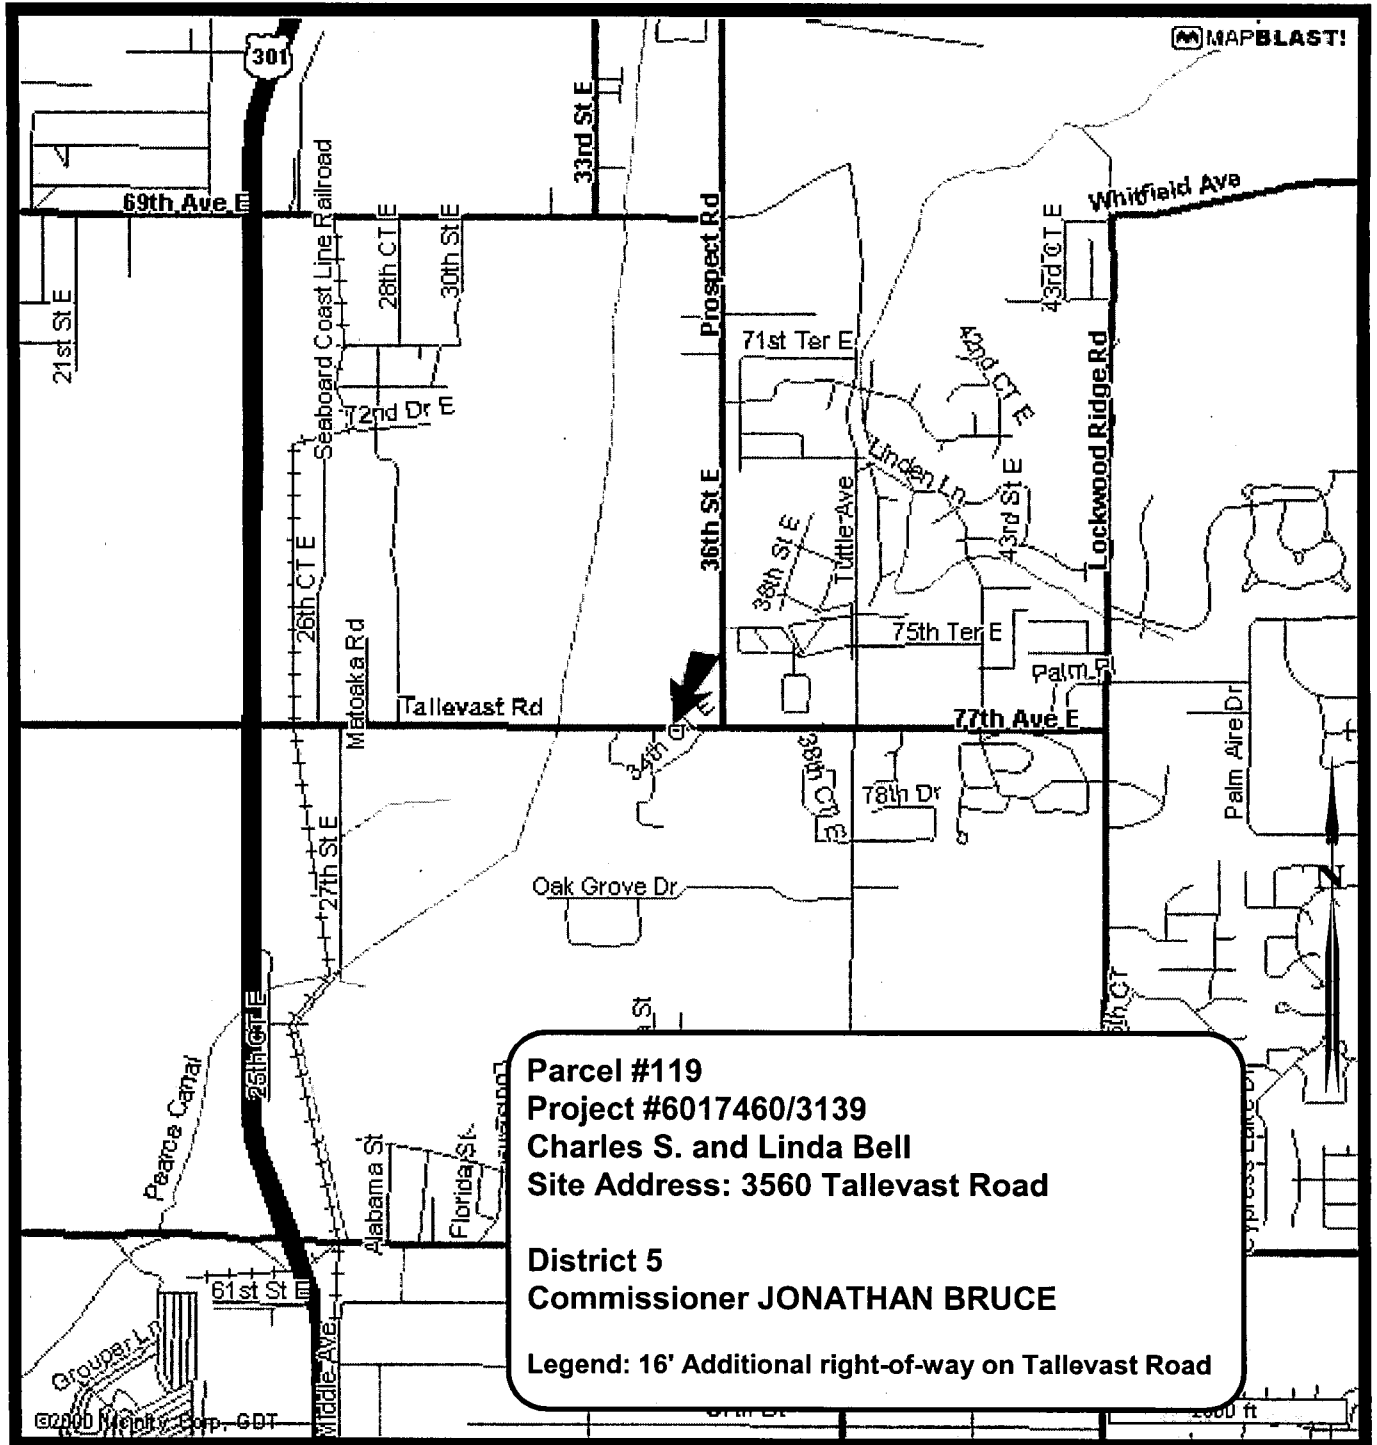 MAPBLAST!
301
33rd St E
69th Ave E
Whitfield Ave
Seaboard Coast Line Railroad
28th CT E
30th St E
Prospect Rd
43rd CT E
21st St E
71st Ter E
42nd CT E
Lockwood Ridge Rd
72nd Dr E
Linden Ln
36th St E
Tuttle Ave
43rd St E
38th St E
26th CT E
75th Ter E
Matoaka Rd
Palm Pl
Tallevast Rd
34th Ct E
77th Ave E
Palm Aire Dr
38th CT E
78th Dr
27th St E
Oak Grove Dr
N
25th CT E
Pearce Canal
Parcel #119
Project #6017460/3139
Charles S. and Linda Bell
Site Address: 3560 Tallevast Road
District 5
Commissioner JONATHAN BRUCE
Legend: 16' Additional right-of-way on Tallevast Road
Alabama St
Florida St
61st St E
Grouper Ln
Middle Ave
©2000 Vicinity Corp, GDT